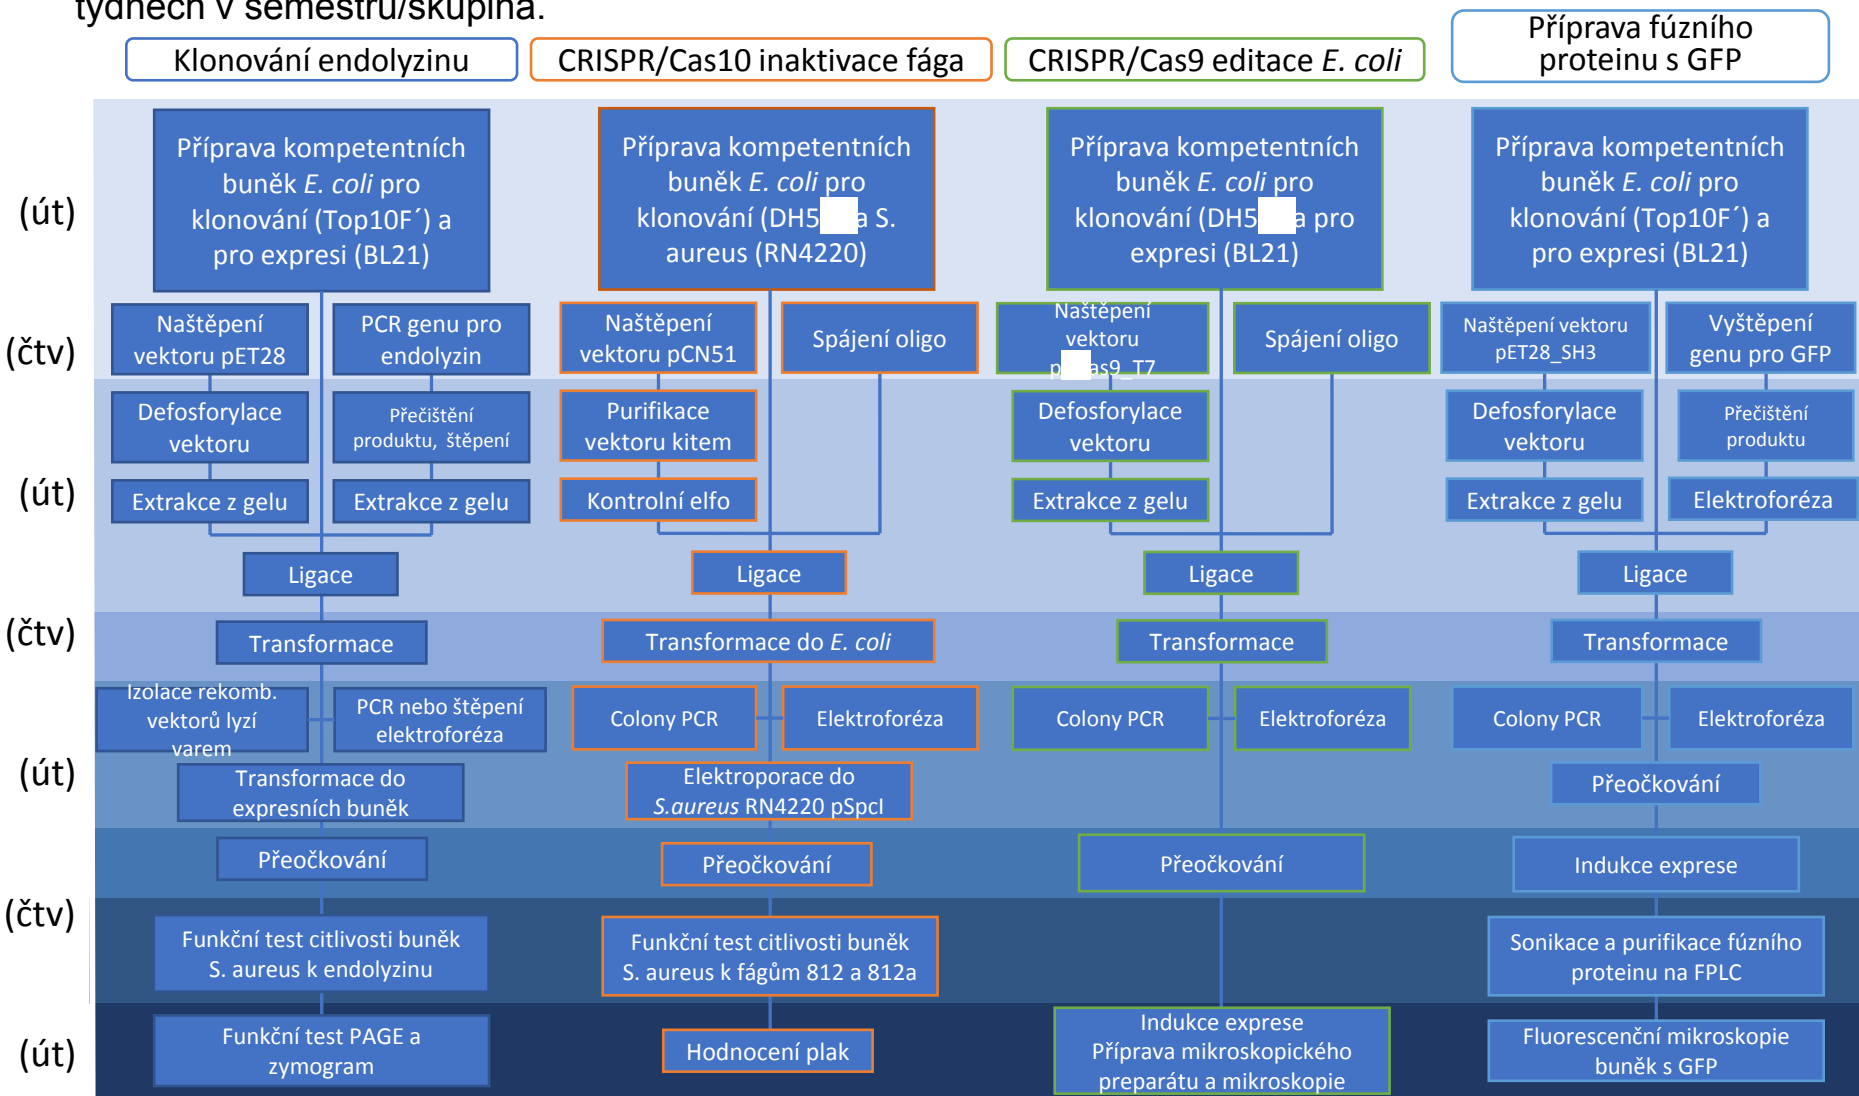 týdnech v semestru/skupina.
Klonování endolyzinu
CRISPR/Cas10 inaktivace fága
CRISPR/Cas9 editace E. coli
Příprava fúzního
proteinu s GFP
(út)
Příprava kompetentních
buněk E. coli pro
klonování (Top10F´) a
pro expresi (BL21)
Příprava kompetentních
buněk E. coli pro
klonování (DH5 a S.
aureus (RN4220)
Příprava kompetentních
buněk E. coli pro
klonování (DH5 a pro
expresi (BL21)
Příprava kompetentních
buněk E. coli pro
klonování (Top10F´) a
pro expresi (BL21)
(čtv)
Naštěpení
vektoru pET28
PCR genu pro
endolyzin
Naštěpení
vektoru pCN51
Spájení oligo
Naštěpení
vektoru
p as9_T7
Spájení oligo
Naštěpení vektoru
pET28_SH3
Vyštěpení
genu pro GFP
(út)
Defosforylace
vektoru
Přečištění
produktu, štěpení
Purifikace
vektoru kitem
Defosforylace
vektoru
Defosforylace
vektoru
Přečištění
produktu
Extrakce z gelu
Extrakce z gelu
Kontrolní elfo
Extrakce z gelu
Extrakce z gelu
Elektroforéza
Ligace
Ligace
Ligace
Ligace
(čtv)
Transformace
Transformace do E. coli
Transformace
Transformace
(út)
Izolace rekomb.
vektorů lyzí
varem
PCR nebo štěpení
elektroforéza
Colony PCR
Elektroforéza
Colony PCR
Elektroforéza
Colony PCR
Elektroforéza
Transformace do
expresních buněk
Elektroporace do
S.aureus RN4220 pSpcI
Přeočkování
(čtv)
Přeočkování
Přeočkování
Přeočkování
Indukce exprese
Funkční test citlivosti buněk
S. aureus k endolyzinu
Funkční test citlivosti buněk
S. aureus k fágům 812 a 812a
Sonikace a purifikace fúzního
proteinu na FPLC
(út)
Funkční test PAGE a
zymogram
Hodnocení plak
Indukce exprese
Příprava mikroskopického
preparátu a mikroskopie
Fluorescenční mikroskopie
buněk s GFP